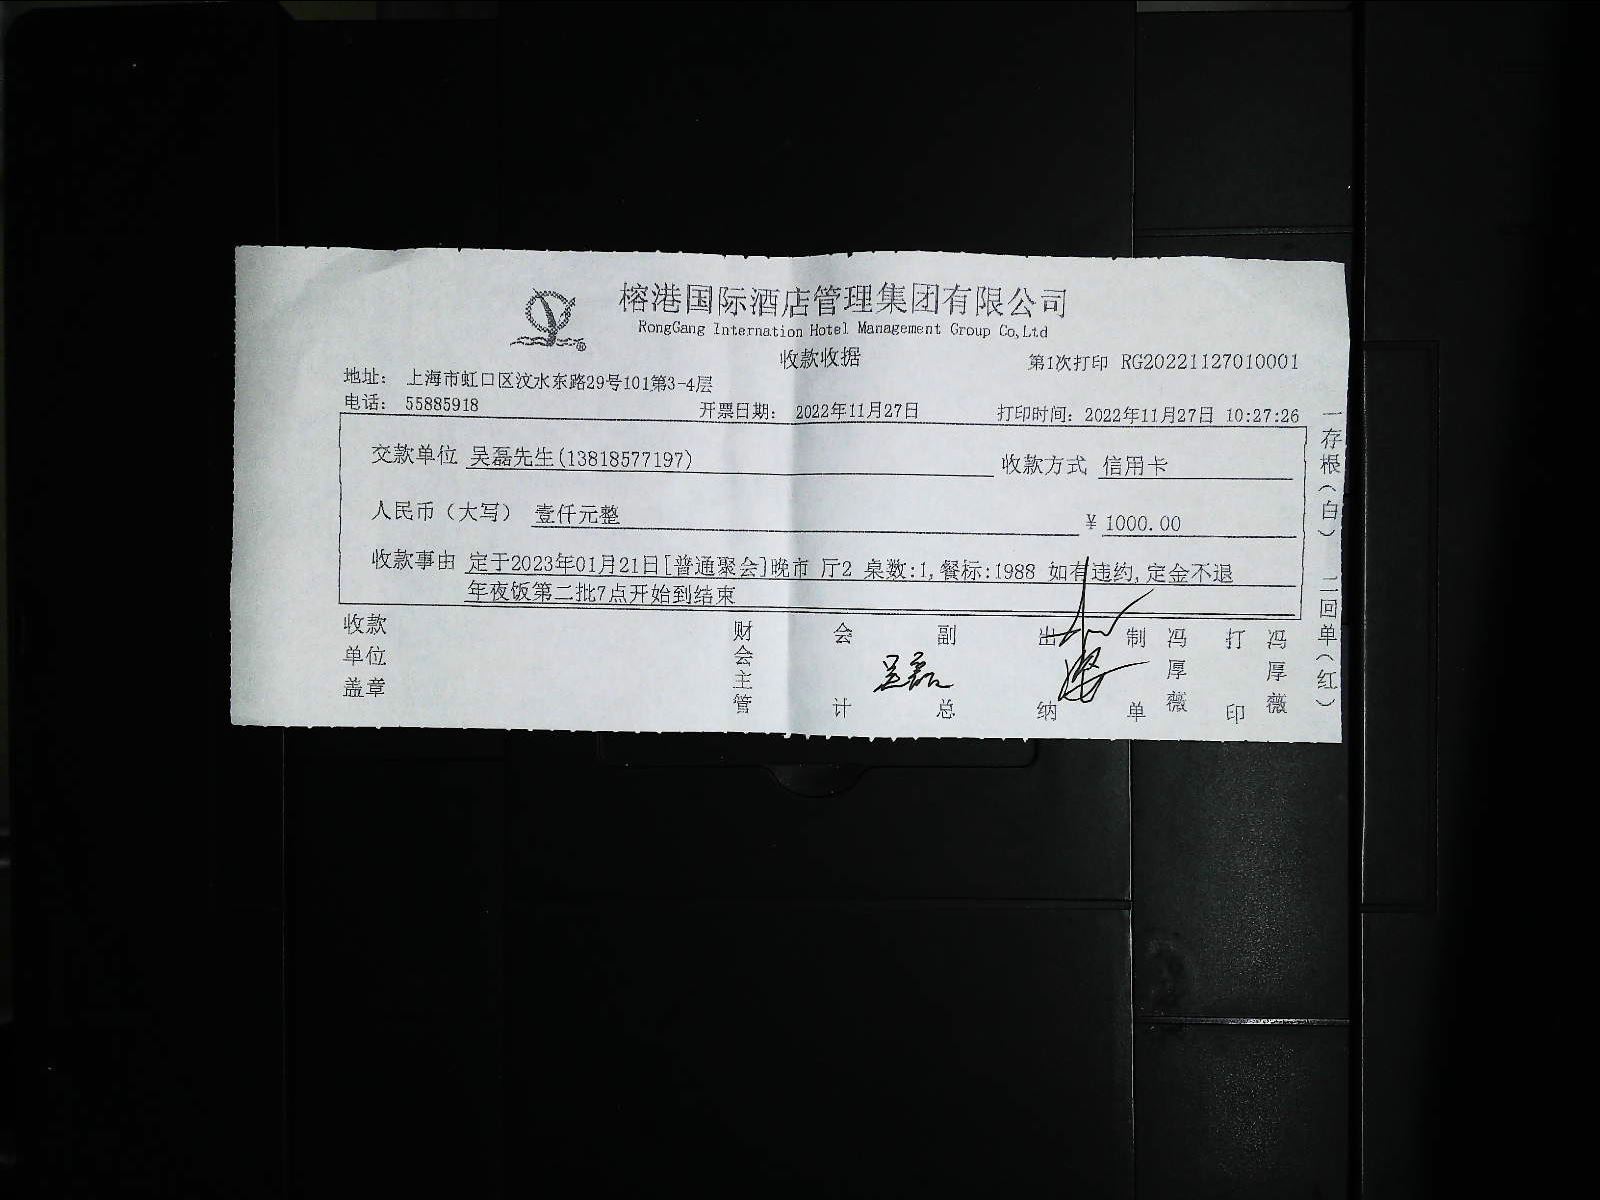 榕港国际酒店管理集团有限公司
RongGang Internation Hotel Management Group Co,Ltd
收款收据
第1次打印 RG20221127010001
地址： 上海市虹口区汶水东路29号101第3-4层
电话： 55885918
开票日期： 2022年11月27日
打印时间: 2022年11月27日 10:27:26
交款单位 吴磊先生(13818577197)
收款方式 信用卡
人民币（大写） 壹仟元整
¥ 1000.00
收款事由 定于2023年01月21日[普通聚会]晚市 厅2 桌数:1,餐标:1988 如有违约,定金不退
年夜饭第二批7点开始到结束
收款单位盖章
财会主管
会计
吴磊
副总
出纳
制单
冯厚薇
打印
冯厚薇
一存根（白） 二回单（红）